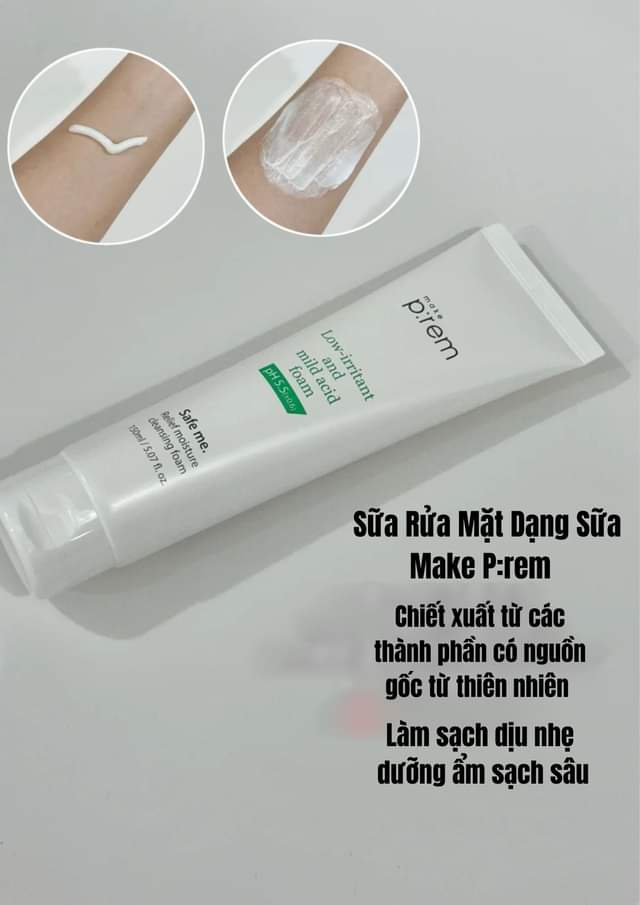 make
p:rem
Low-irritant
and
mild acid
foam
pH 5.5(±0.5)
Safe me.
Relief moisture
cleansing foam
150ml / 5.07 fl. oz.
Sữa Rửa Mặt Dạng Sữa
Make P:rem
Chiết xuất từ các
thành phần có nguồn
gốc từ thiên nhiên
Làm sạch dịu nhẹ
dưỡng ẩm sạch sâu